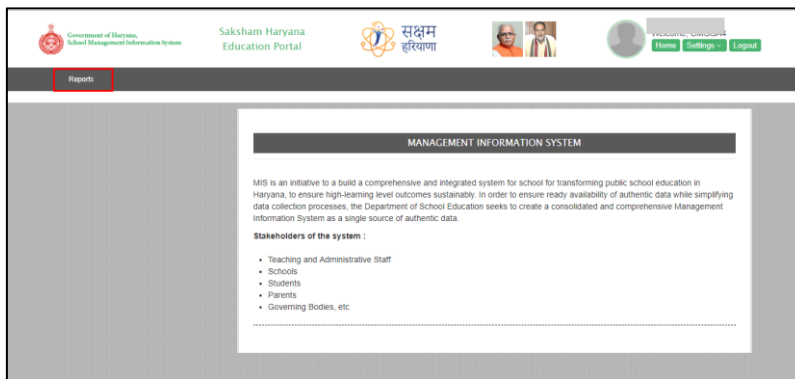 Government of Haryana,
School Management Information System
Saksham Haryana
Education Portal
सक्षम
हरियाणा
Home Settings Logout
Reports
MANAGEMENT INFORMATION SYSTEM
MIS is an initiative to a build a comprehensive and integrated system for school for transforming public school education in
Haryana, to ensure high-learning level outcomes sustainably. In order to ensure ready availability of authentic data while simplifying
data collection processes, the Department of School Education seeks to create a consolidated and comprehensive Management
Information System as a single source of authentic data.
Stakeholders of the system :
Teaching and Administrative Staff
Schools
Students
Parents
Governing Bodies, etc